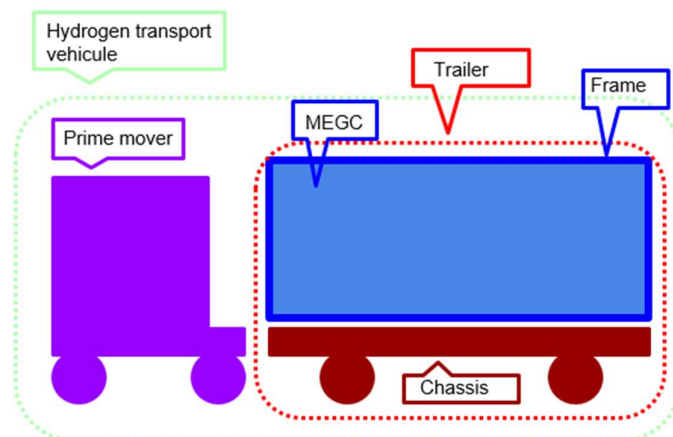 Hydrogen transport
vehicule
Trailer
Frame
MEGC
Prime mover
Chassis